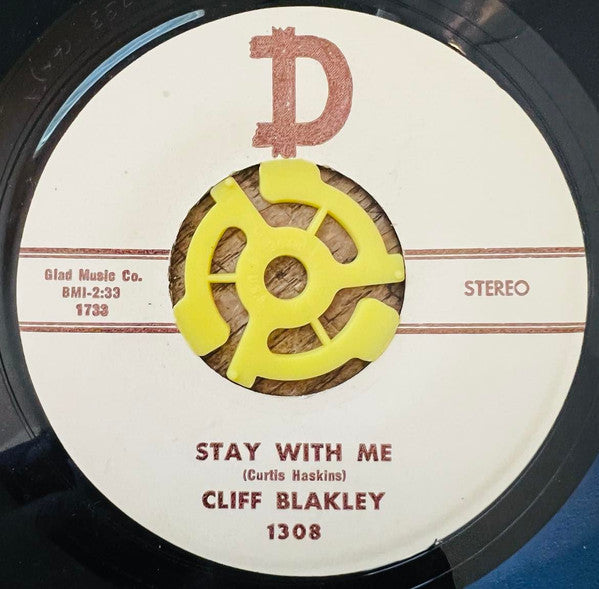 D
Glad Music Co.
BMI-2:33
1733
STEREO
STAY WITH ME
(Curtis Haskins)
CLIFF BLAKLEY
1308